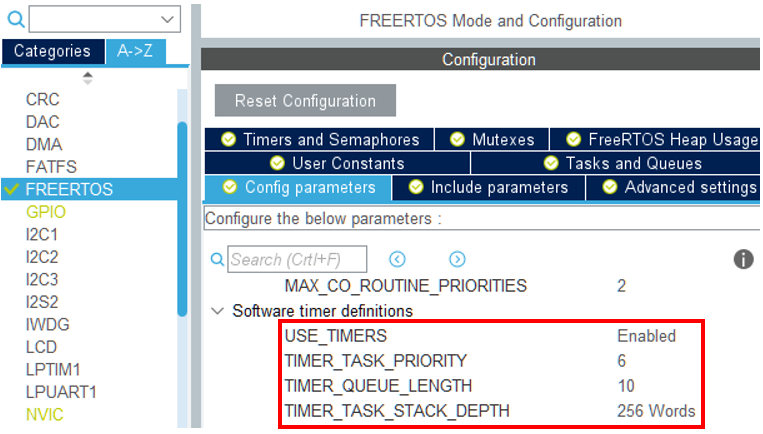 FREERTOS Mode and Configuration
Categories
A->Z
CRC
DAC
DMA
FATFS
FREERTOS
GPIO
I2C1
I2C2
I2C3
I2S2
IWDG
LCD
LPTIM1
LPUART1
NVIC
Configuration
Reset Configuration
Timers and Semaphores Mutexes FreeRTOS Heap Usage
User Constants Tasks and Queues
Config parameters Include parameters Advanced settings
Configure the below parameters :
Search (Crtl+F)
MAX_CO_ROUTINE_PRIORITIES 2
Software timer definitions
USE_TIMERS Enabled
TIMER_TASK_PRIORITY 6
TIMER_QUEUE_LENGTH 10
TIMER_TASK_STACK_DEPTH 256 Words